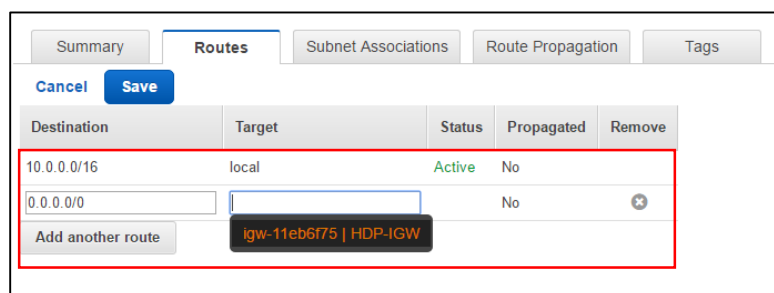 Summary Routes Subnet Associations Route Propagation Tags
Cancel Save
Destination Target Status Propagated Remove
10.0.0.0/16 local Active No
0.0.0.0/0 No
Add another route igw-11eb6f75 | HDP-IGW